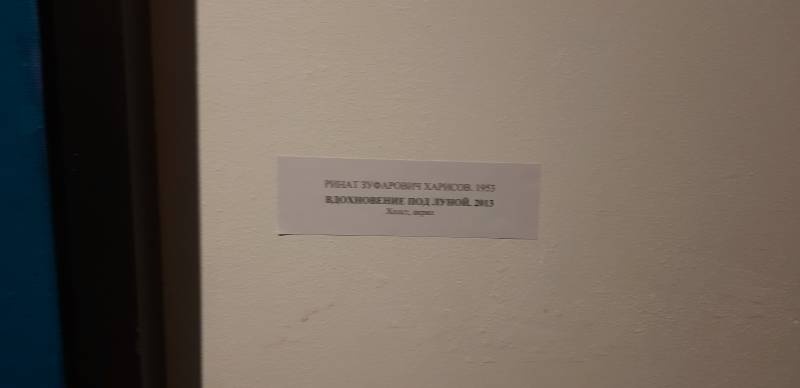 РИНАТ ЗУФАРОВИЧ ХАРИСОВ. 1953
ВДОХНОВЕНИЕ ПОД ЛУНОЙ. 2013
Холст, акрил